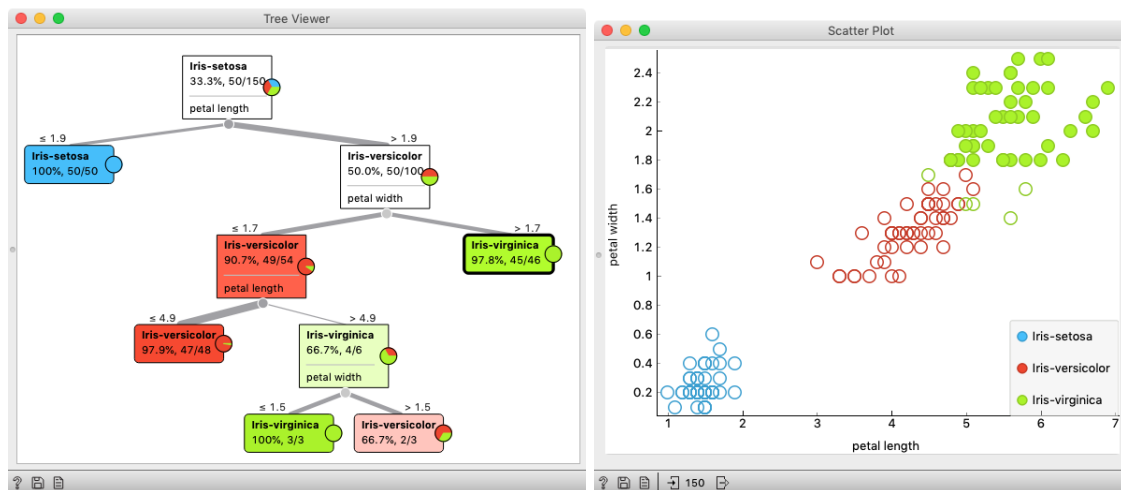 Tree Viewer
Iris-setosa
33.3%, 50/150
petal length
≤ 1.9
> 1.9
Iris-setosa
100%, 50/50
Iris-versicolor
50.0%, 50/100
petal width
≤ 1.7
> 1.7
Iris-versicolor
90.7%, 49/54
petal length
Iris-virginica
97.8%, 45/46
≤ 4.9
> 4.9
Iris-versicolor
97.9%, 47/48
Iris-virginica
66.7%, 4/6
petal width
≤ 1.5
> 1.5
Iris-virginica
100%, 3/3
Iris-versicolor
66.7%, 2/3
?
Scatter Plot
2.4
2.2
2
1.8
1.6
1.4
1.2
1
0.8
0.6
0.4
0.2
petal width
Iris-setosa
Iris-versicolor
Iris-virginica
1 2 3 4 5 6 7
petal length
? 150